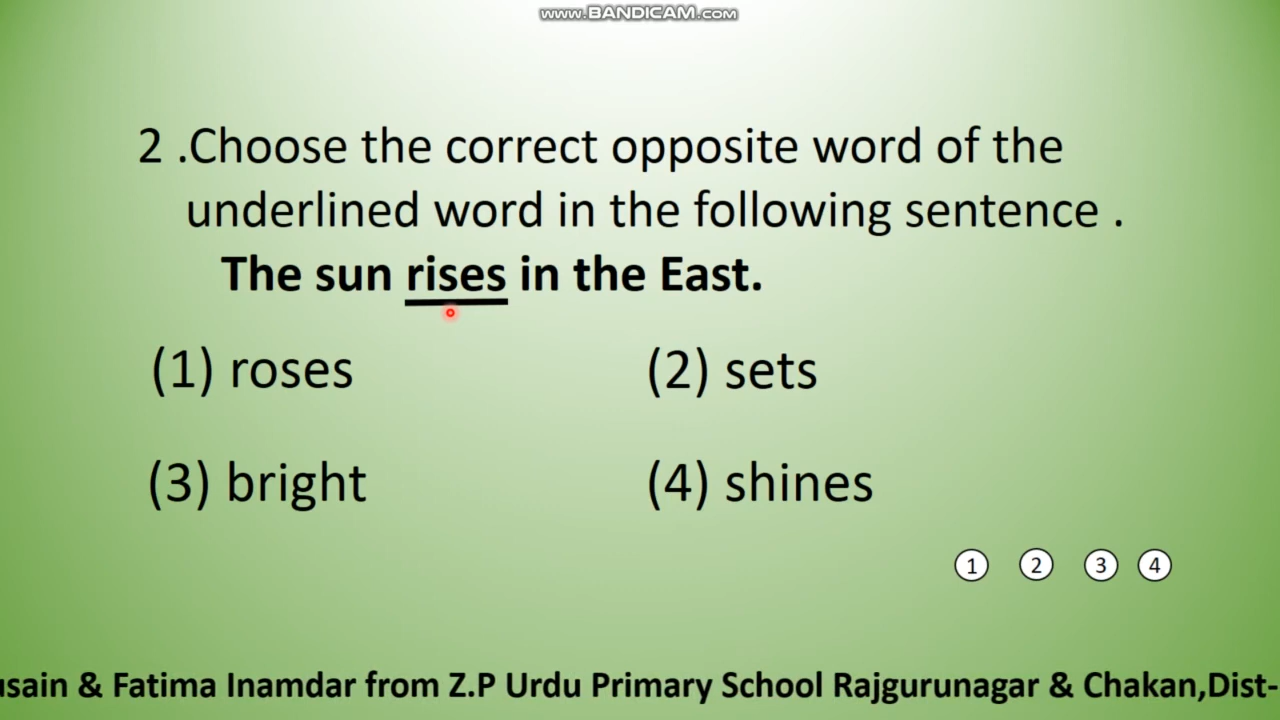 www.BANDICAM.com
2 .Choose the correct opposite word of the
underlined word in the following sentence .
The sun rises in the East.
(1) roses (2) sets
(3) bright (4) shines
1 2 3 4
& Fatima Inamdar from Z.P Urdu Primary School Rajgurunagar & Chakan,Dist-